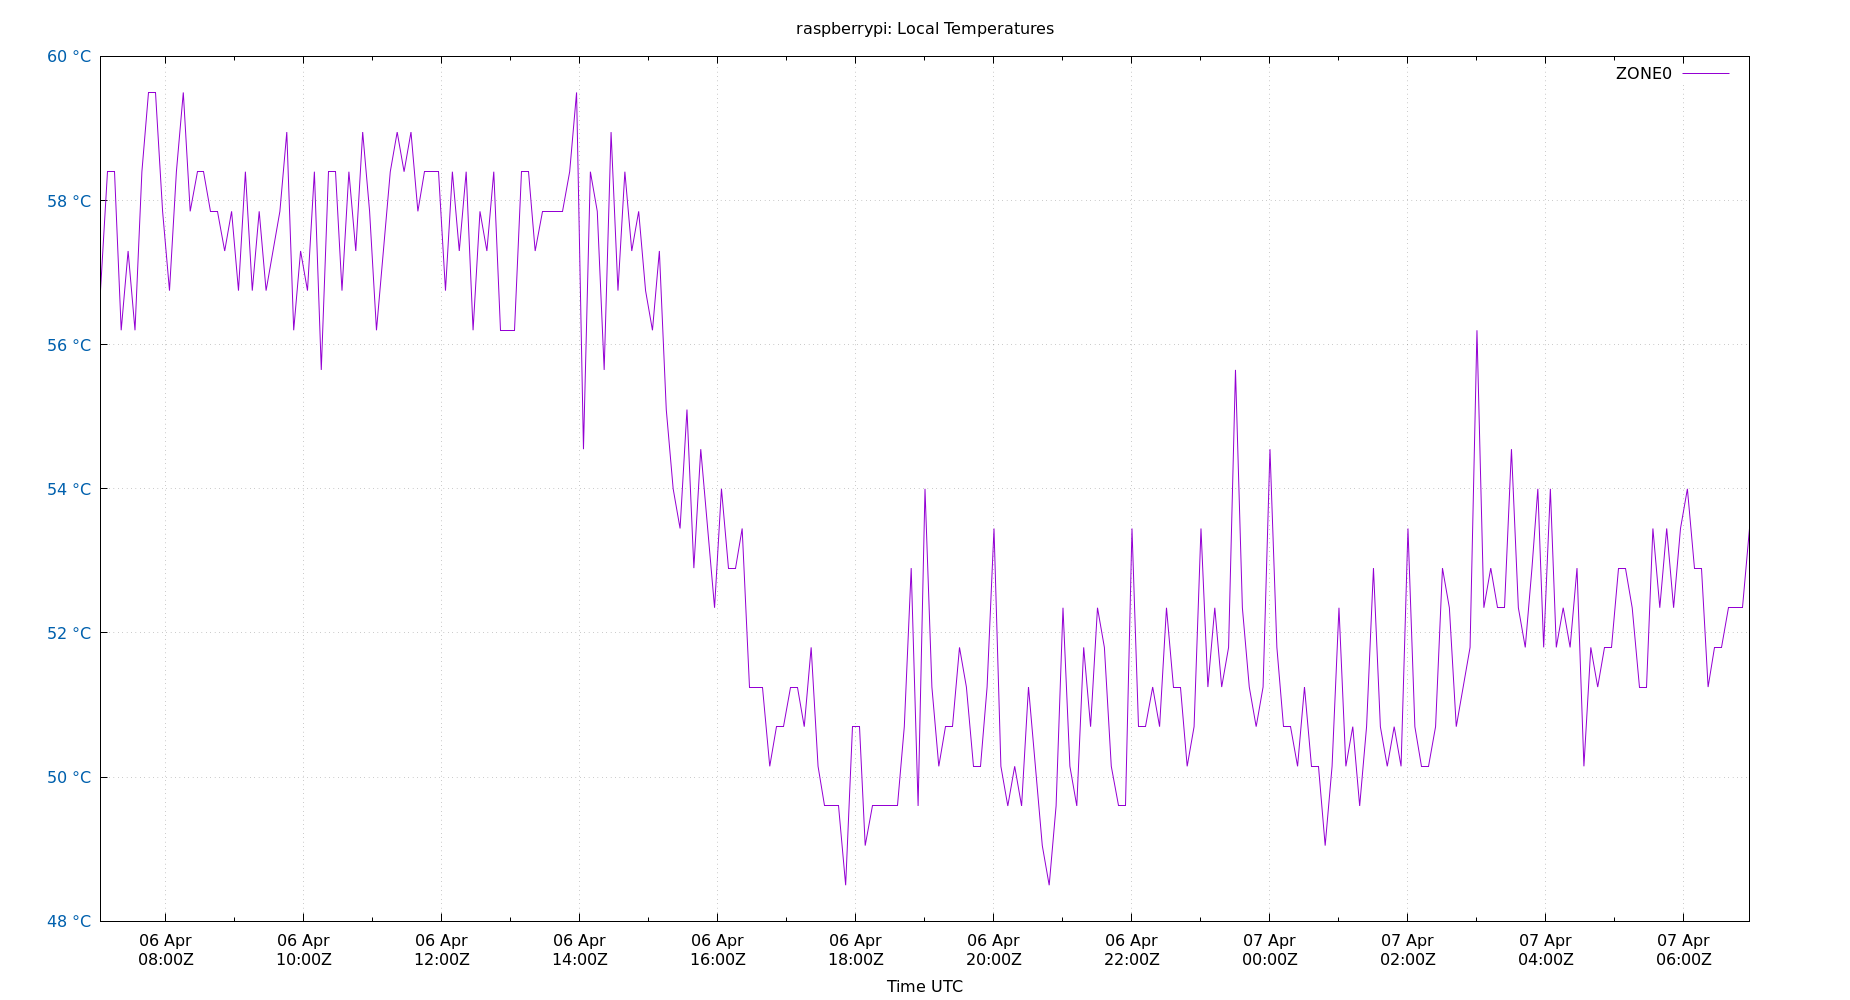 raspberrypi: Local Temperatures
60 °C
ZONE0
58 °C
56 °C
54 °C
52 °C
50 °C
48 °C
06 Apr 06 Apr 06 Apr 06 Apr 06 Apr 06 Apr 06 Apr 06 Apr 07 Apr 07 Apr 07 Apr 07 Apr
08:00Z 10:00Z 12:00Z 14:00Z 16:00Z 18:00Z 20:00Z 22:00Z 00:00Z 02:00Z 04:00Z 06:00Z
Time UTC